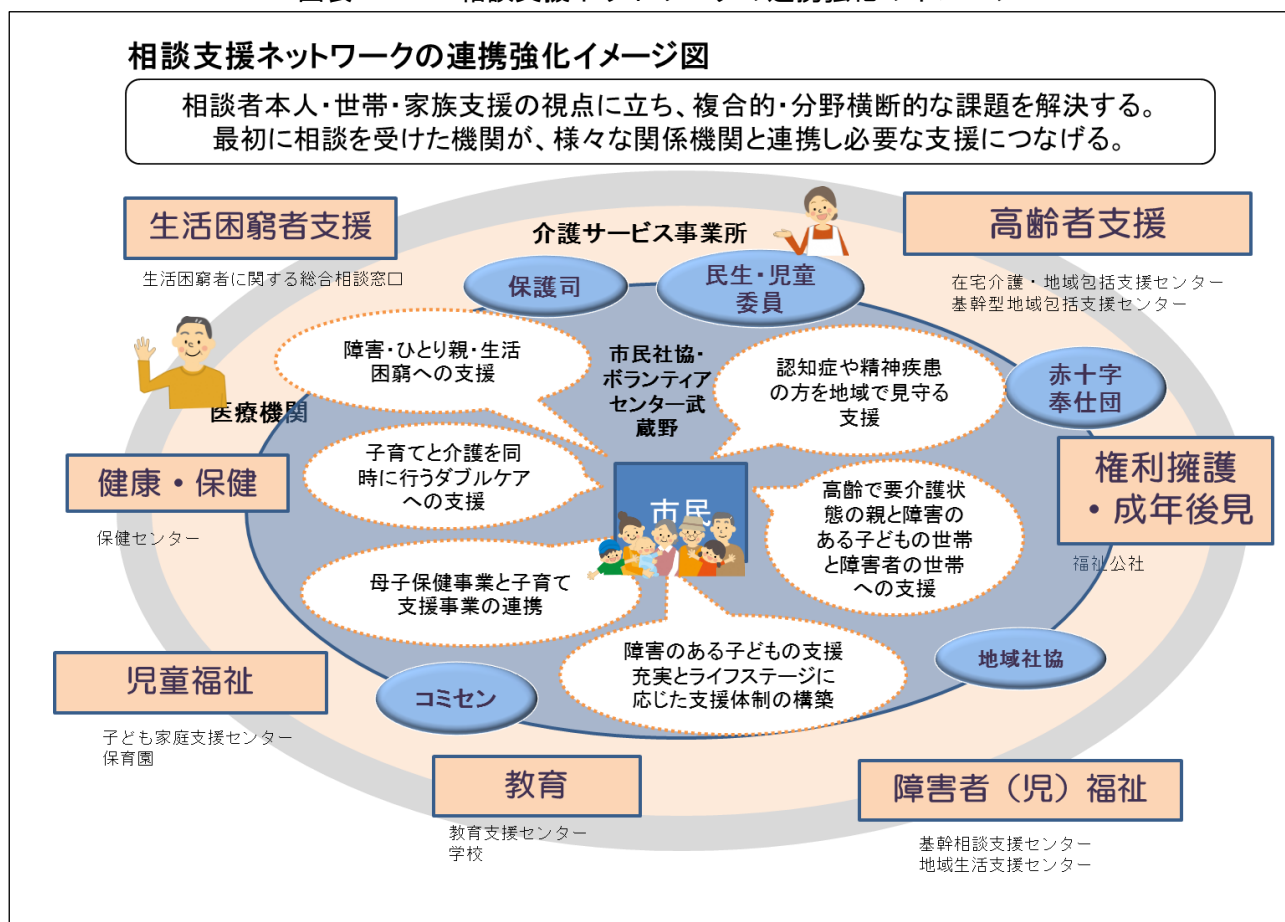 相談支援ネットワークの連携強化イメージ図
相談者本人・世帯・家族支援の視点に立ち、複合的・分野横断的な課題を解決する。
最初に相談を受けた機関が、様々な関係機関と連携し必要な支援につなげる。
生活困窮者支援
生活困窮者に関する総合相談窓口
介護サービス事業所
高齢者支援
在宅介護・地域包括支援センター
基幹型地域包括支援センター
保護司
民生・児童
委員
障害・ひとり親・生活
困窮への支援
市民社協・
ボランティア
センター武
蔵野
認知症や精神疾患
の方を地域で見守る
支援
赤十字
奉仕団
医療機関
健康・保健
保健センター
子育てと介護を同
時に行うダブルケア
への支援
市民
高齢で要介護状
態の親と障害の
ある子どもの世帯
と障害者の世帯
への支援
権利擁護
・成年後見
福祉公社
母子保健事業と子育て
支援事業の連携
障害のある子どもの支援
充実とライフステージに
応じた支援体制の構築
地域社協
児童福祉
子ども家庭支援センター
保育園
コミセン
教育
教育支援センター
学校
障害者（児）福祉
基幹相談支援センター
地域生活支援センター